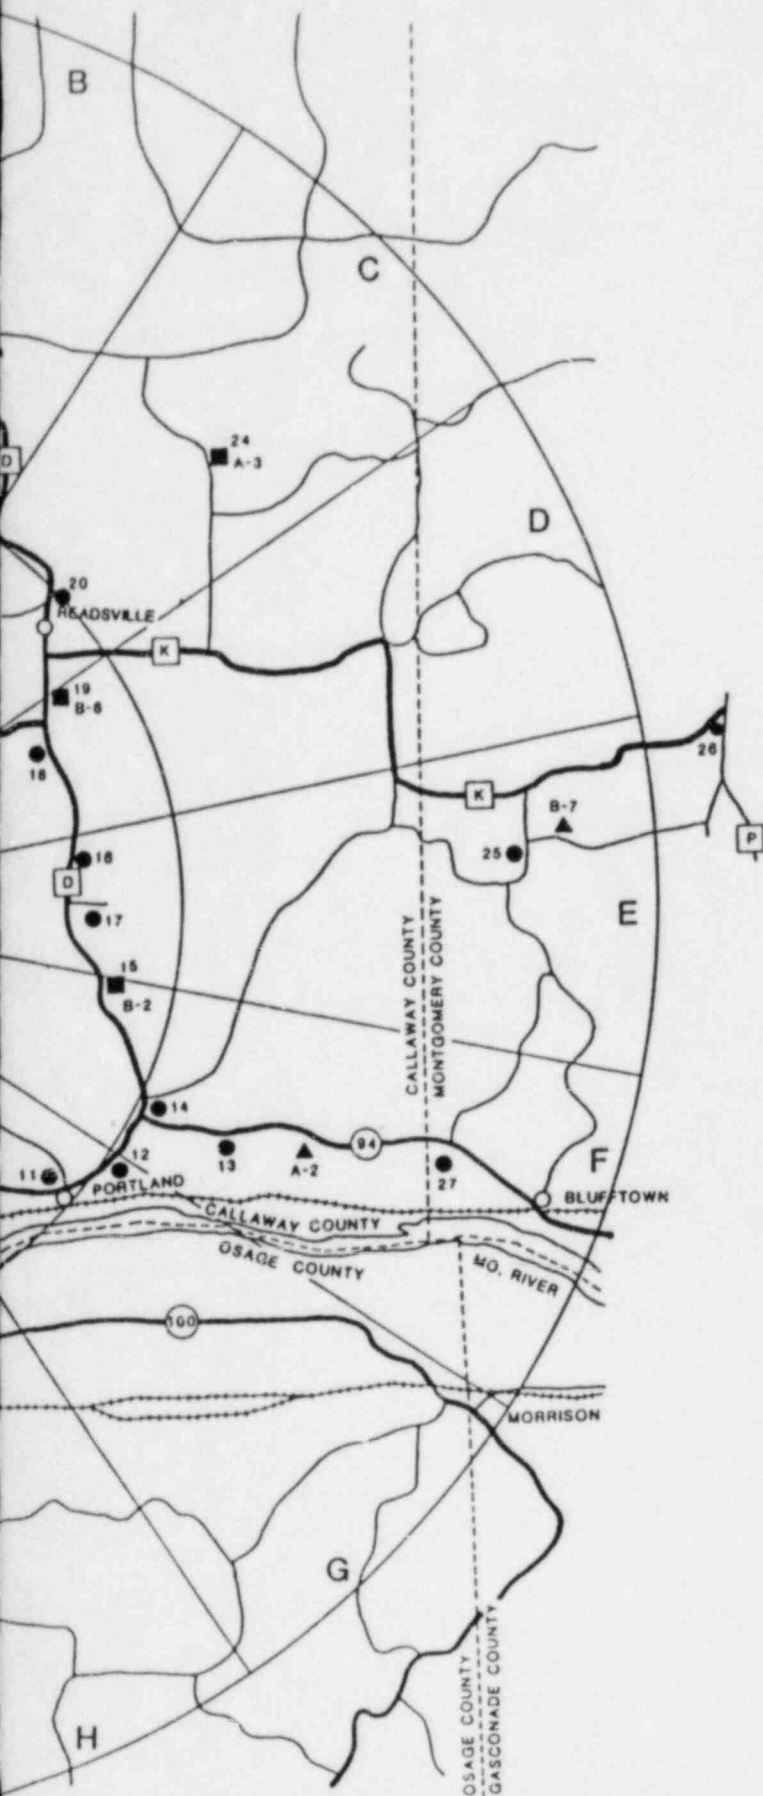 B
C
24
A-3
D
D
20
READSVILLE
K
19
B-6
18
26
K
B-7
P
25
18
D
17
E
CALLAWAY COUNTY
MONTGOMERY COUNTY
15
B-2
14
94
13
A-2
27
12
11
PORTLAND
F
BLUFFTOWN
CALLAWAY COUNTY
OSAGE COUNTY
MO. RIVER
100
MORRISON
G
OSAGE COUNTY
GASCONADE COUNTY
H